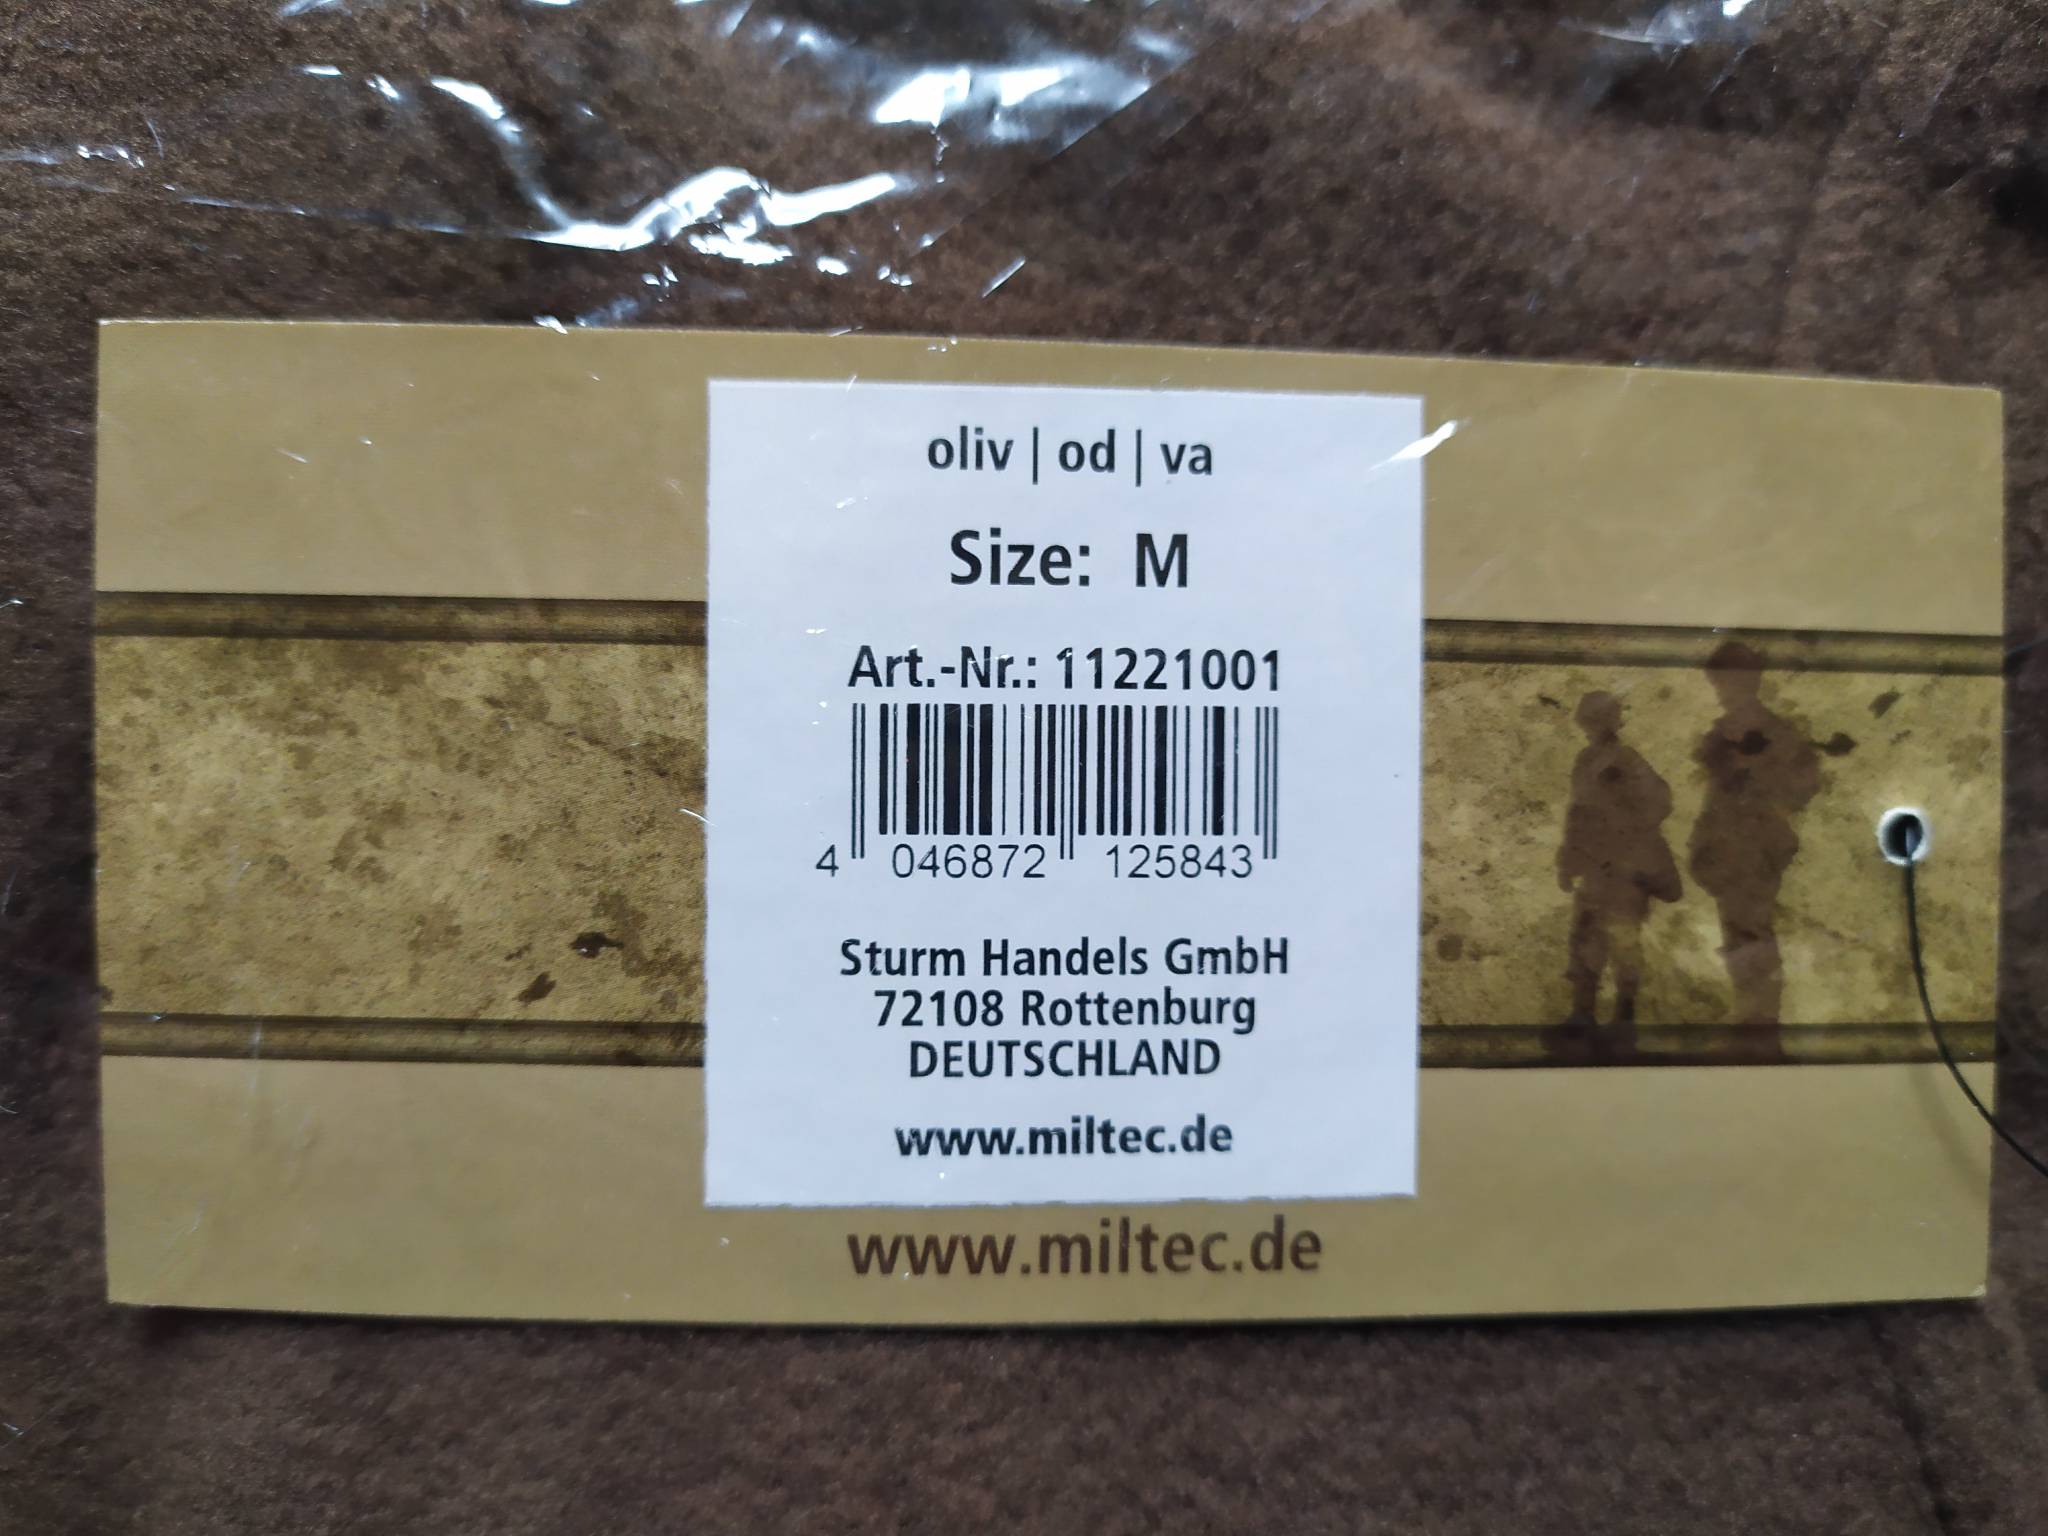 oliv | od | va
Size: M
Art.-Nr.: 11221001
4 046872 125843
Sturm Handels GmbH
72108 Rottenburg
DEUTSCHLAND
www.miltec.de
www.miltec.de